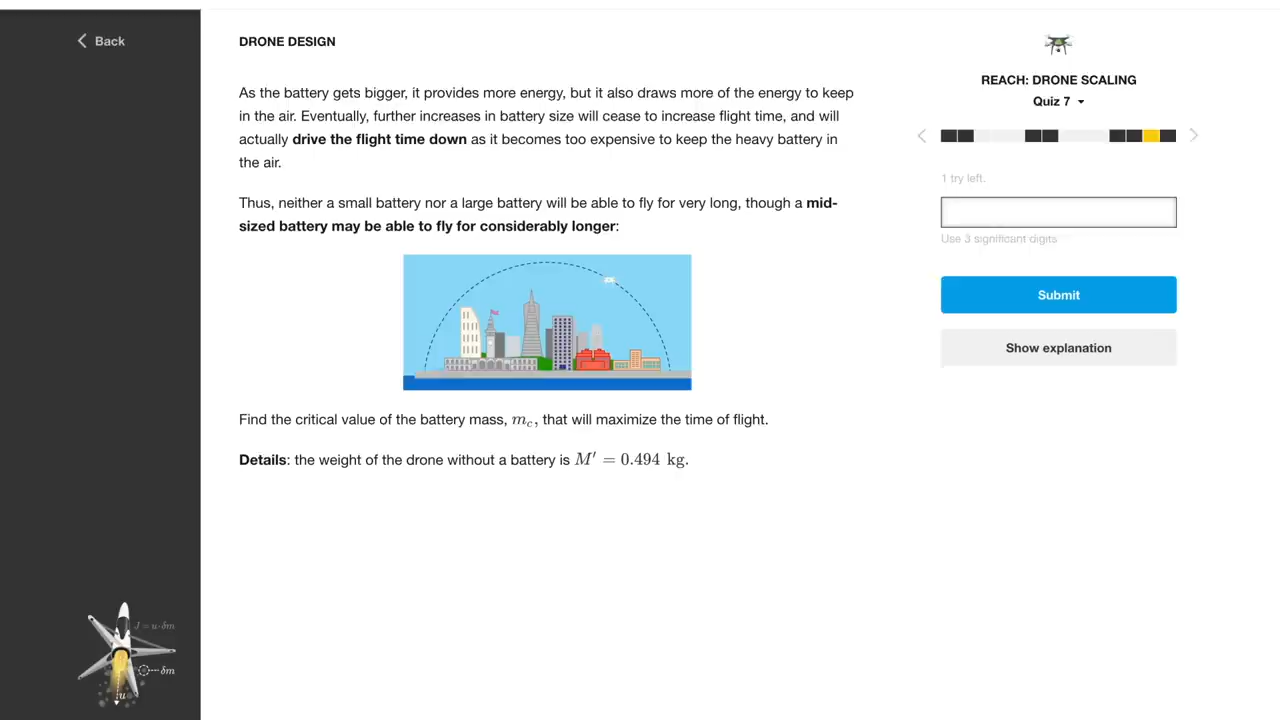 Back
DRONE DESIGN
As the battery gets bigger, it provides more energy, but it also draws more of the energy to keep
in the air. Eventually, further increases in battery size will cease to increase flight time, and will
actually drive the flight time down as it becomes too expensive to keep the heavy battery in
the air.
Thus, neither a small battery nor a large battery will be able to fly for very long, though a mid-
sized battery may be able to fly for considerably longer:
Find the critical value of the battery mass, m_c, that will maximize the time of flight.
Details: the weight of the drone without a battery is M′ = 0.494 kg.
REACH: DRONE SCALING
Quiz 7
1 try left.
Use 3 significant digits
Submit
Show explanation
J = u·δm
δm
u